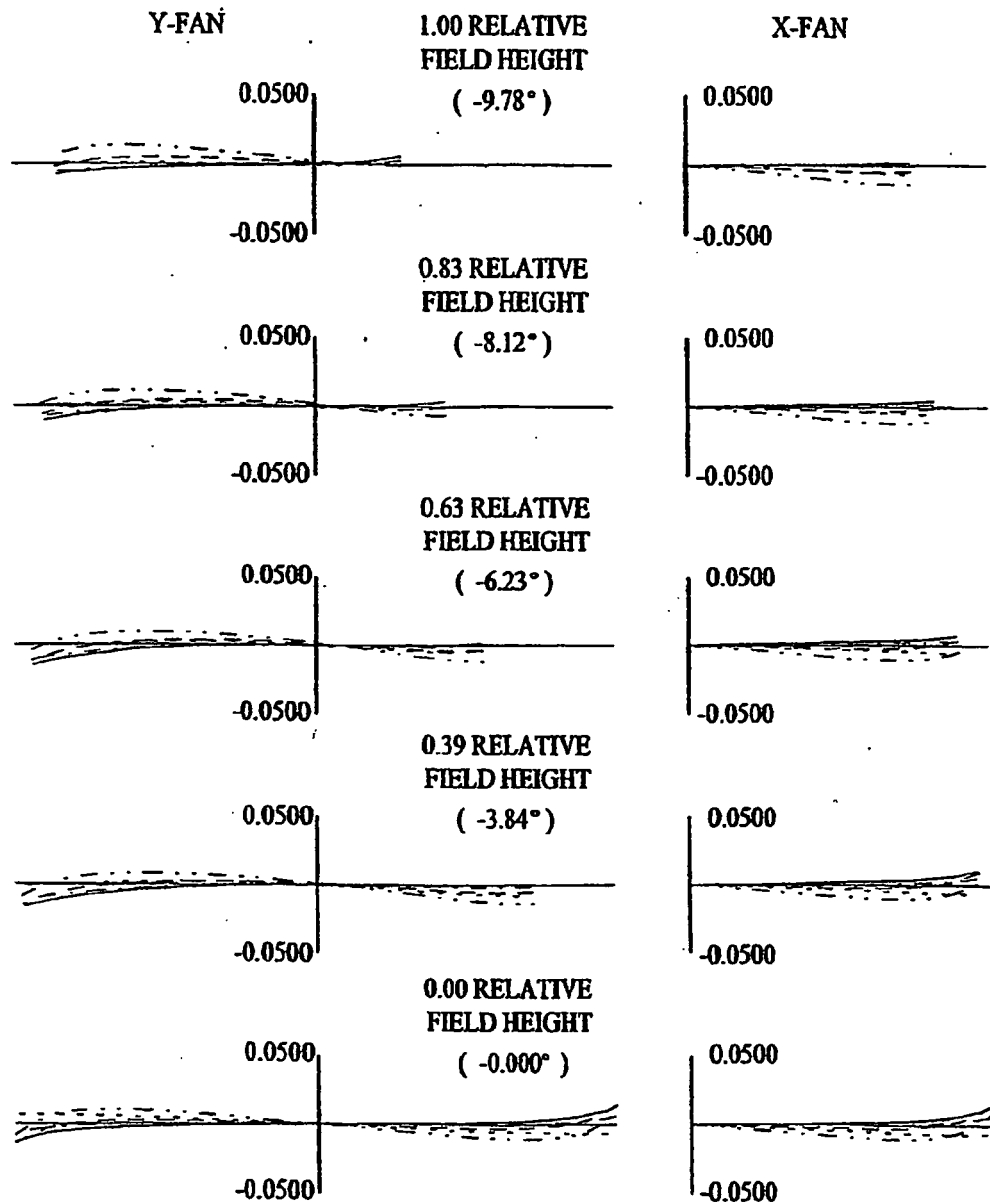 Y-FAN
1.00 RELATIVE
FIELD HEIGHT
( -9.78° )
X-FAN
0.0500
0.0500
-0.0500
-0.0500
0.83 RELATIVE
FIELD HEIGHT
( -8.12° )
0.0500
0.0500
-0.0500
-0.0500
0.63 RELATIVE
FIELD HEIGHT
( -6.23° )
0.0500
0.0500
-0.0500
-0.0500
0.39 RELATIVE
FIELD HEIGHT
( -3.84° )
0.0500
0.0500
-0.0500
-0.0500
0.00 RELATIVE
FIELD HEIGHT
( -0.000° )
0.0500
0.0500
-0.0500
-0.0500